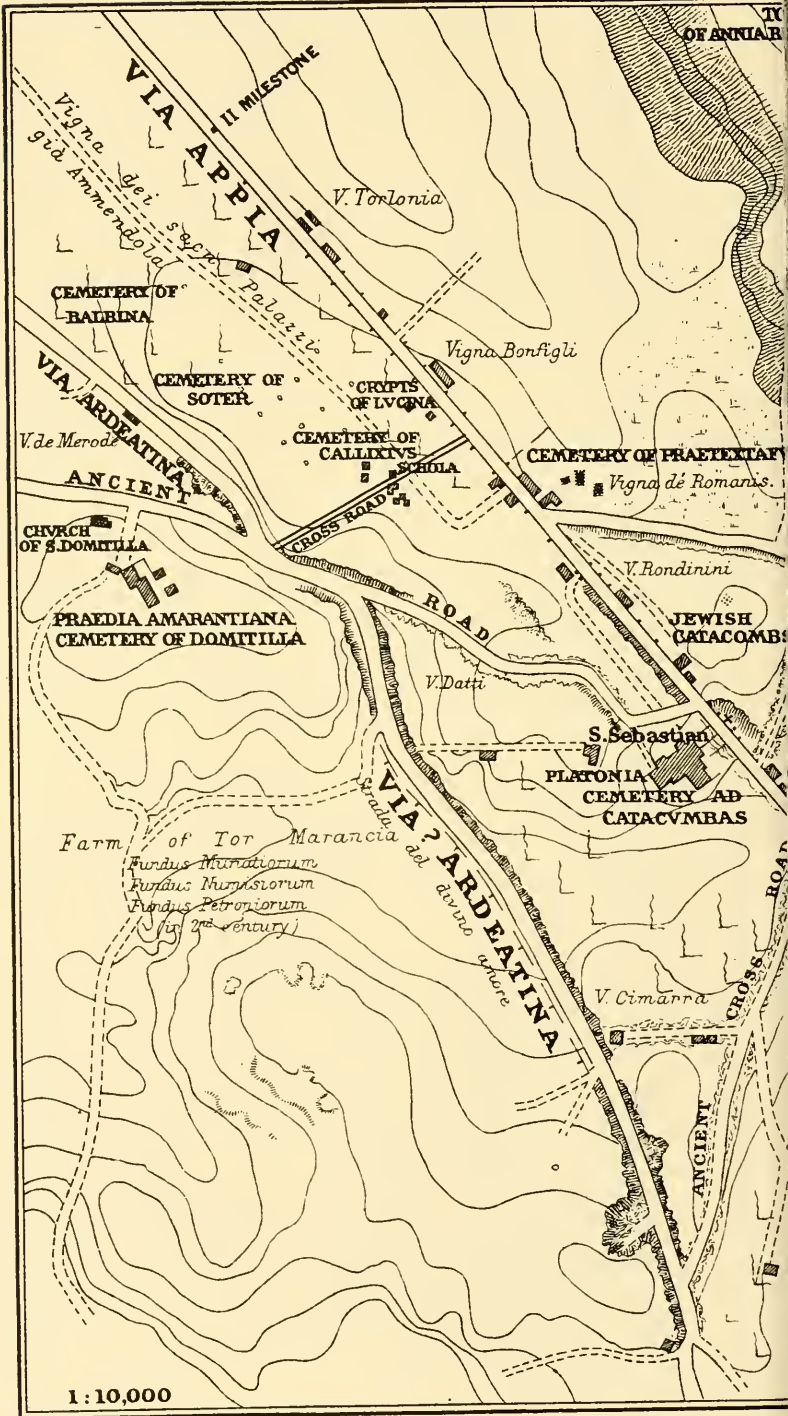 TO
OF ANNIA R
II MILESTONE
VIA APPIA
Vigna dei sacri Palazzi
già Ammendola
V. Torlonia
CEMETERY OF
BALBINA
Vigna Bonfigli
CEMETERY OF
SOTER
CRYPTS
OF LVCINA
VIA ARDEATINA
V. de Merode
CEMETERY OF
CALLIXTVS
SCHOLA
CEMETERY OF PRAETEXTAT
Vigna dé Romanis.
ANCIENT
CROSS ROAD
CHVRCH
OF S. DOMITILLA
V. Rondinini
ROAD
PRAEDIA AMARANTIANA
CEMETERY OF DOMITILLA
JEWISH
CATACOMBS
V. Datti
S. Sebastian
PLATONIA
CEMETERY AD
CATACVMBAS
VIA ? ARDEATINA
Strada del divino amore
Farm of Tor Marancia
Fundus Munatiorum
Fundus Numisiorum
Fundus Petroniorum
(in 2nd century)
V. Cimarra
ANCIENT CROSS ROAD
1:10,000